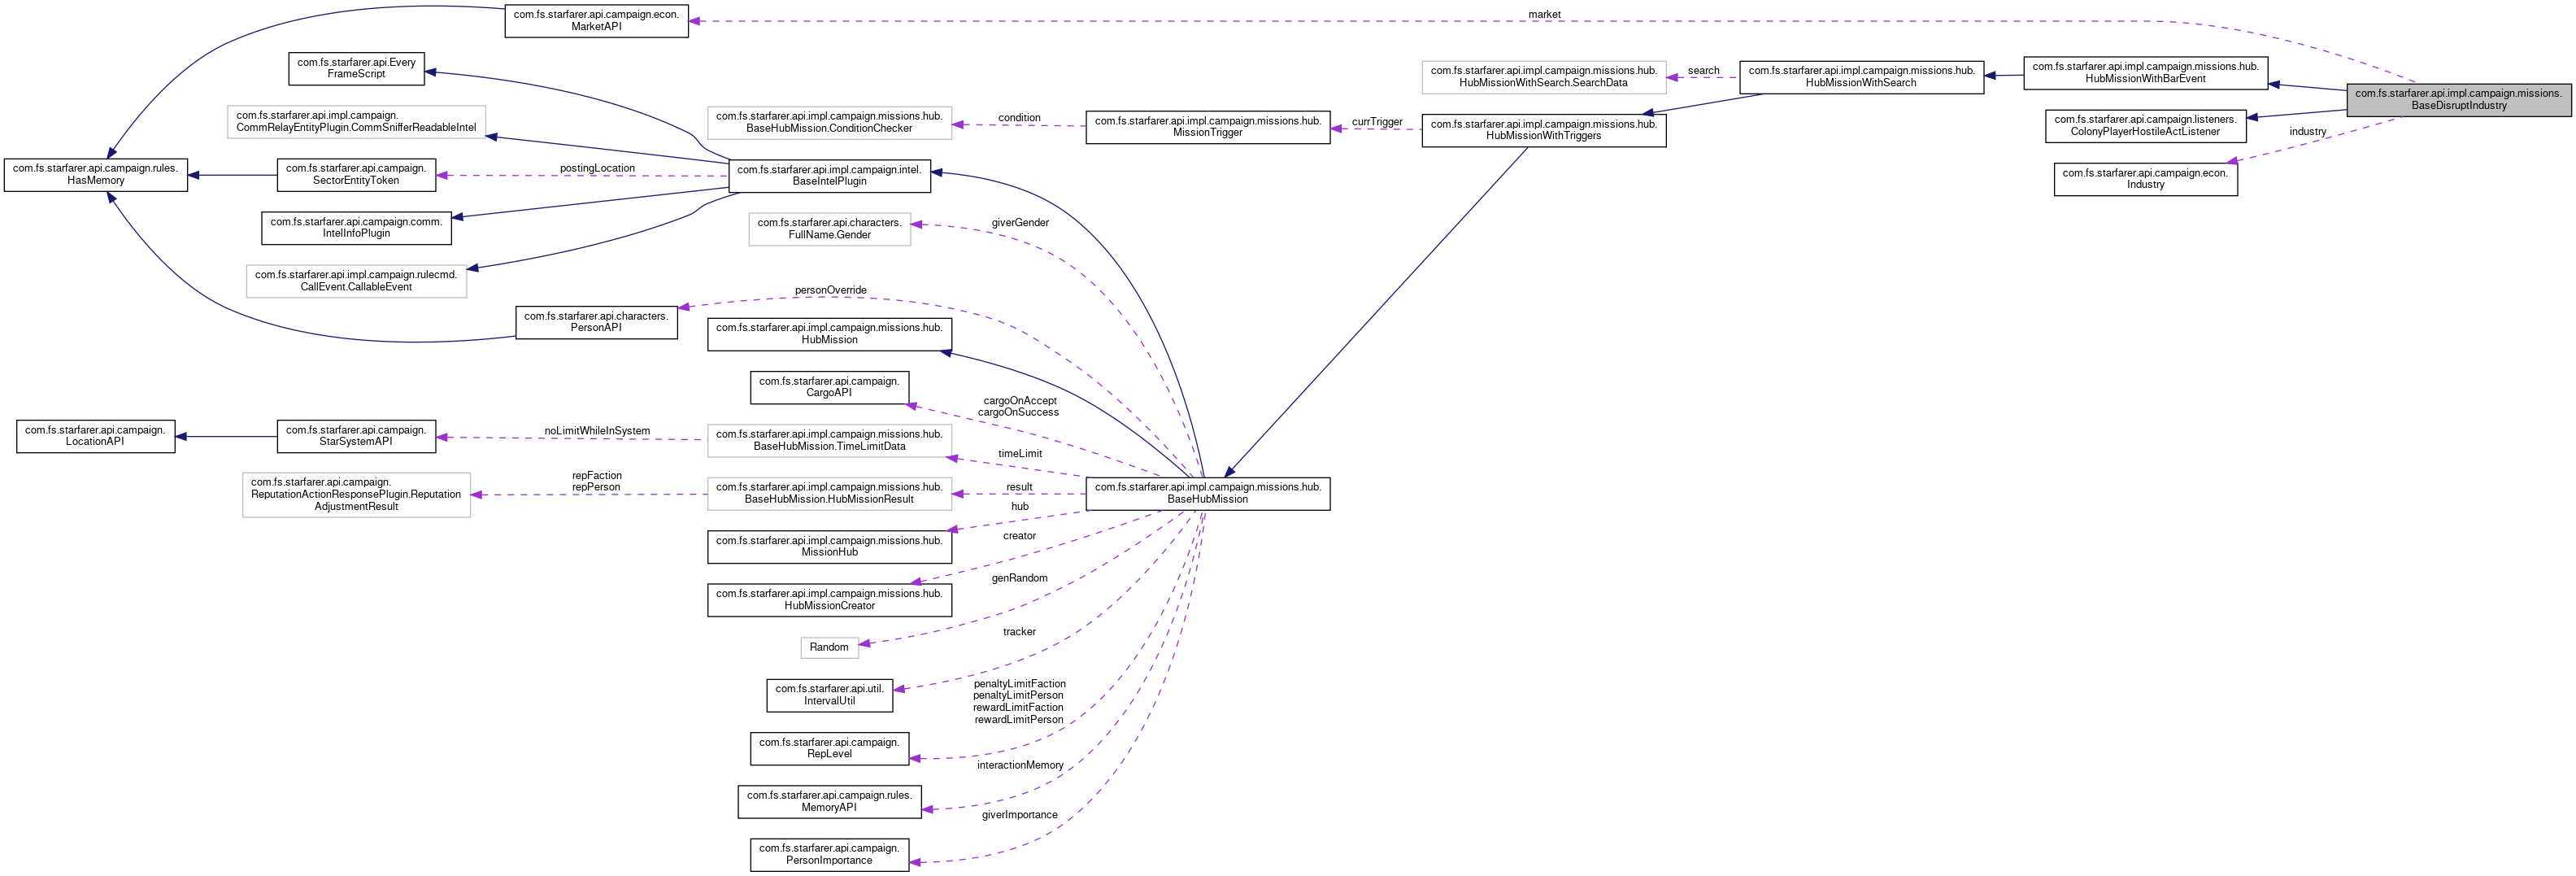 com.fs.starfarer.api.campaign.econ.
MarketAPI
market
com.fs.starfarer.api.Every
FrameScript
com.fs.starfarer.api.impl.campaign.missions.hub.
HubMissionWithSearch.SearchData
search
com.fs.starfarer.api.impl.campaign.missions.hub.
HubMissionWithSearch
com.fs.starfarer.api.impl.campaign.missions.hub.
HubMissionWithBarEvent
com.fs.starfarer.api.impl.campaign.missions.
BaseDisruptIndustry
com.fs.starfarer.api.impl.campaign.
CommRelayEntityPlugin.CommSnifferReadableIntel
com.fs.starfarer.api.impl.campaign.missions.hub.
BaseHubMission.ConditionChecker
condition
com.fs.starfarer.api.impl.campaign.missions.hub.
MissionTrigger
currTrigger
com.fs.starfarer.api.impl.campaign.missions.hub.
HubMissionWithTriggers
com.fs.starfarer.api.impl.campaign.listeners.
ColonyPlayerHostileActListener
industry
com.fs.starfarer.api.campaign.rules.
HasMemory
com.fs.starfarer.api.campaign.
SectorEntityToken
postingLocation
com.fs.starfarer.api.impl.campaign.intel.
BaseIntelPlugin
com.fs.starfarer.api.campaign.econ.
Industry
com.fs.starfarer.api.campaign.comm.
IntelInfoPlugin
com.fs.starfarer.api.characters.
FullName.Gender
giverGender
com.fs.starfarer.api.impl.campaign.rulecmd.
CallEvent.CallableEvent
personOverride
com.fs.starfarer.api.characters.
PersonAPI
com.fs.starfarer.api.impl.campaign.missions.hub.
HubMission
com.fs.starfarer.api.campaign.
CargoAPI
cargoOnAccept
cargoOnSuccess
com.fs.starfarer.api.campaign.
LocationAPI
com.fs.starfarer.api.campaign.
StarSystemAPI
noLimitWhileInSystem
com.fs.starfarer.api.impl.campaign.missions.hub.
BaseHubMission.TimeLimitData
timeLimit
com.fs.starfarer.api.campaign.
ReputationActionResponsePlugin.Reputation
AdjustmentResult
repFaction
repPerson
com.fs.starfarer.api.impl.campaign.missions.hub.
BaseHubMission.HubMissionResult
result
com.fs.starfarer.api.impl.campaign.missions.hub.
BaseHubMission
hub
com.fs.starfarer.api.impl.campaign.missions.hub.
MissionHub
creator
com.fs.starfarer.api.impl.campaign.missions.hub.
HubMissionCreator
genRandom
Random
tracker
com.fs.starfarer.api.util.
IntervalUtil
penaltyLimitFaction
penaltyLimitPerson
rewardLimitFaction
rewardLimitPerson
com.fs.starfarer.api.campaign.
RepLevel
interactionMemory
com.fs.starfarer.api.campaign.rules.
MemoryAPI
giverImportance
com.fs.starfarer.api.campaign.
PersonImportance